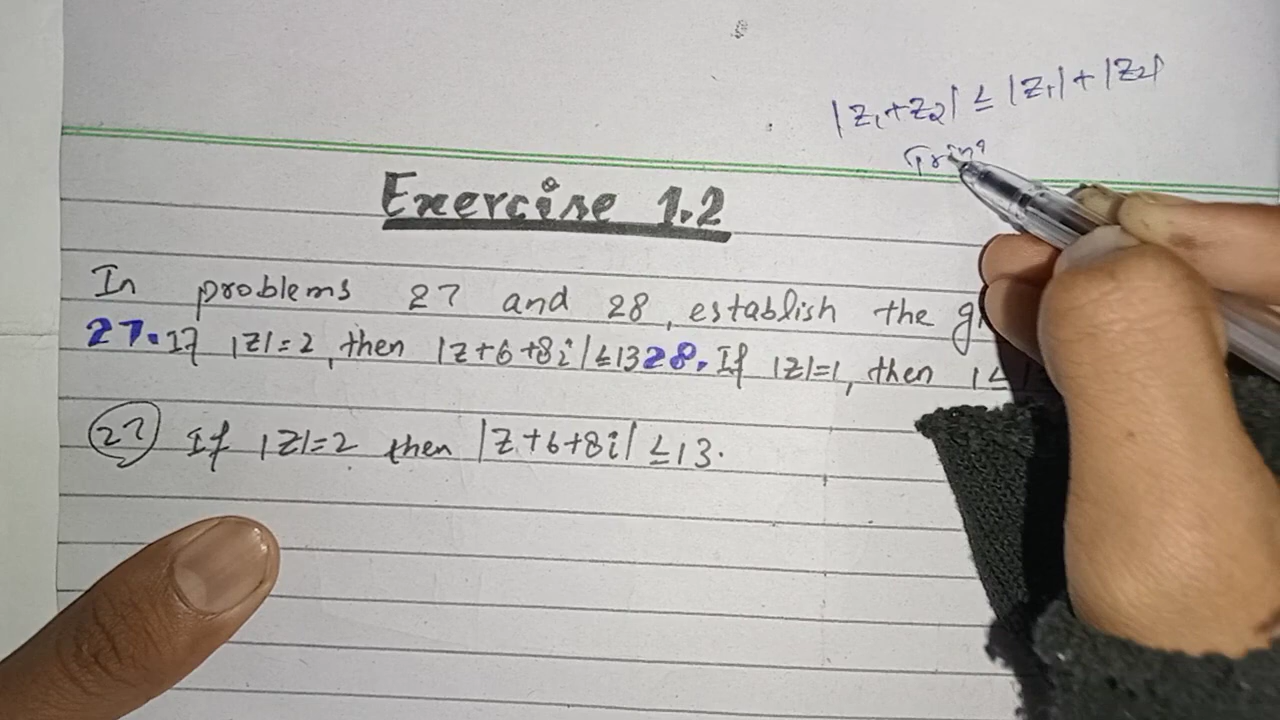 |z₁+z₂| ≤ |z₁| + |z₂|
Exercise 1.2
In problems 27 and 28, establish the
27. If |z|=2, then |z+6+8i| ≤ 13 28. If |z|=1, then 1 ≤
27 If |z|=2 then |z+6+8i| ≤ 13.